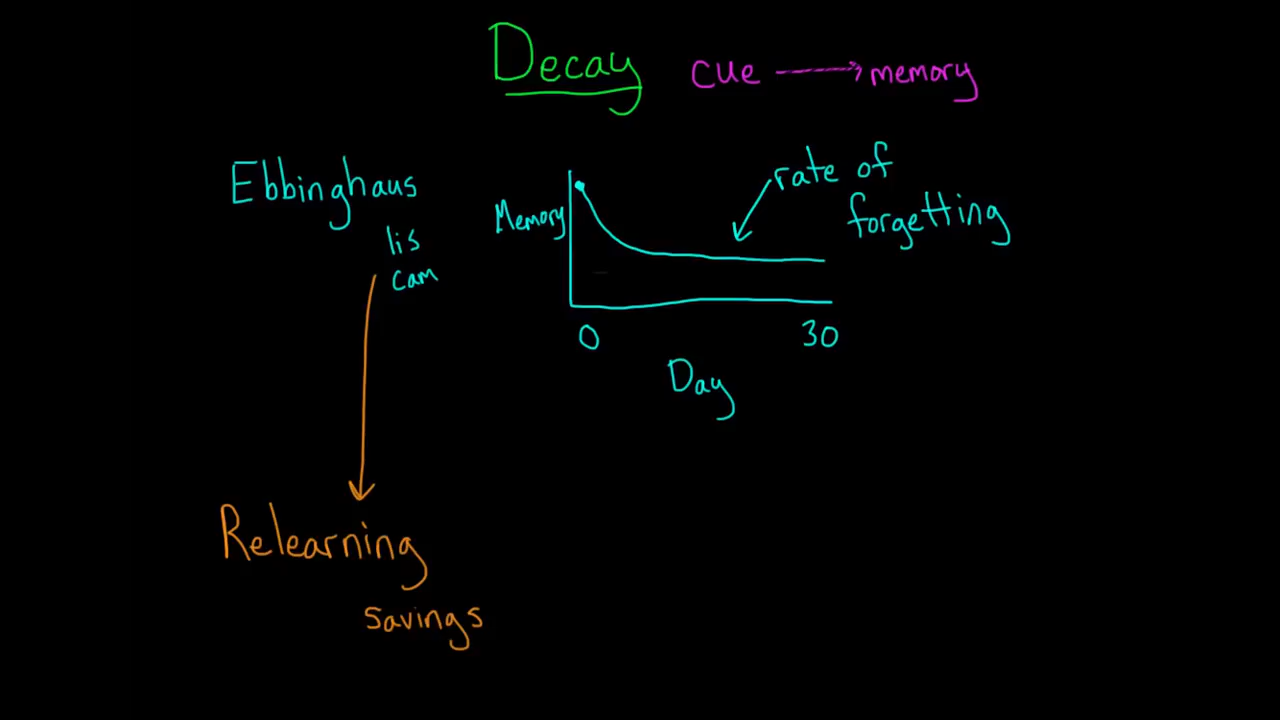 Decay
cue memory
Ebbinghaus
lis
cam
Memory
rate of
forgetting
0 30
Day
Relearning
savings